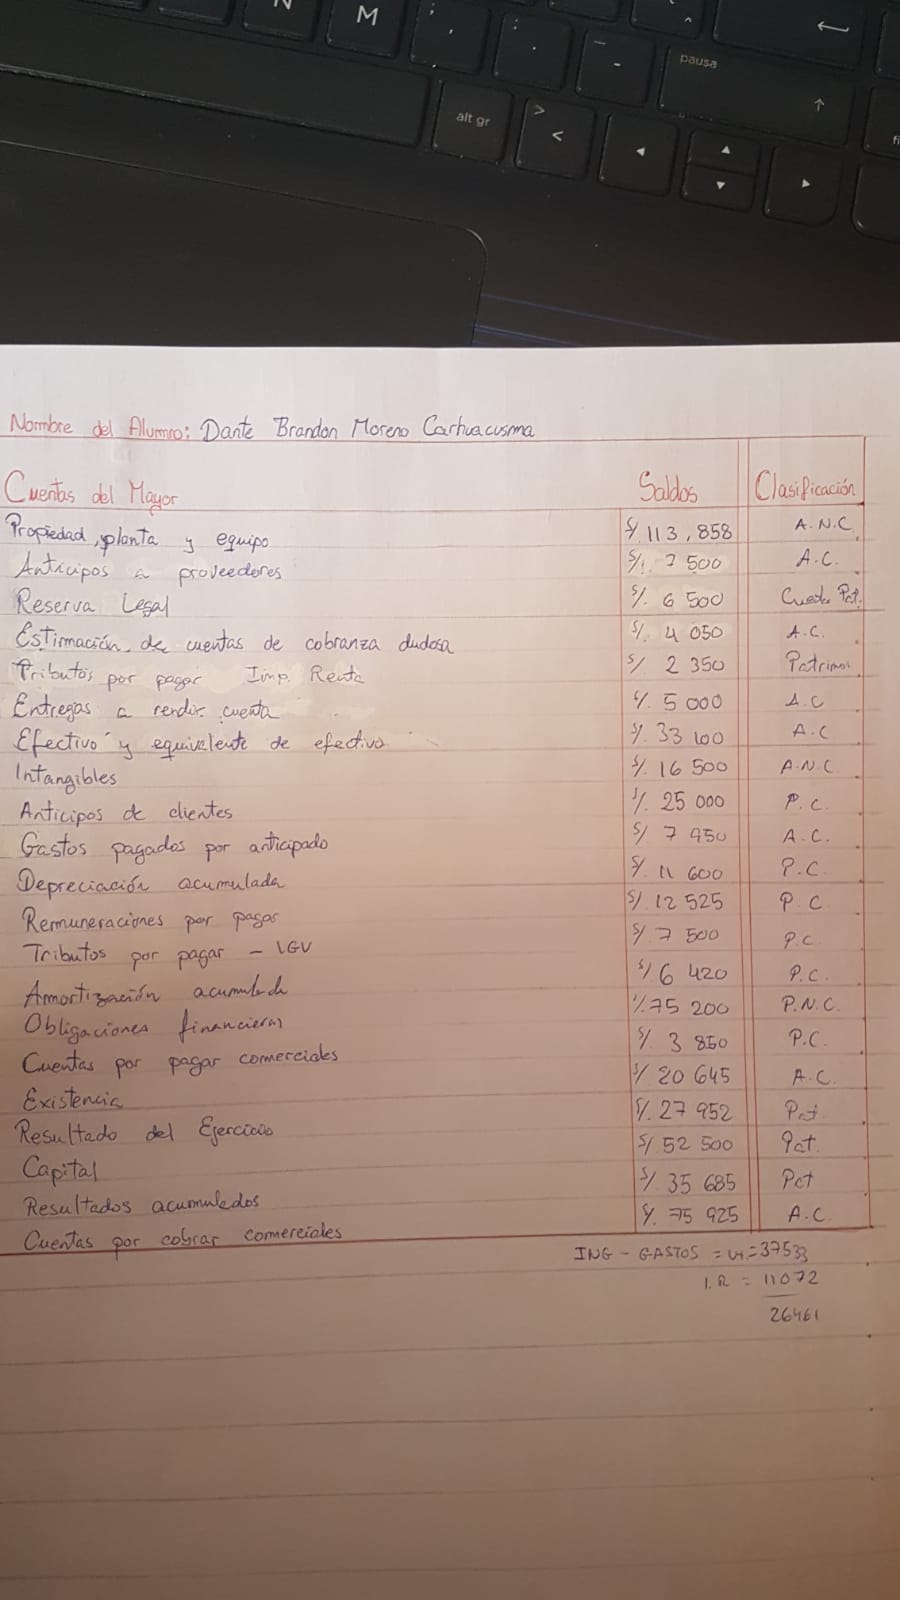 N
M
;
,
:
.
-
pausa
alt gr
>
<
Nombre del Alumno: Dante Brandon Moreno Carhuacusma
Cuentas del Mayor Saldos Clasificación
Propiedad, planta y equipo S/. 113,858 A.N.C.
Anticipos a proveedores S/. 7 500 A.C.
Reserva Legal S/. 6 500 Pat.
Estimación de cuentas de cobranza dudosa S/. 4 050 A.C.
Tributos por pagar Imp. Renta S/ 2 350 Patrimo
Entregas a rendir cuenta S/. 5 000 A.C
Efectivo y equivalente de efectivo S/. 33 100 A.C
Intangibles S/. 16 500 A.N.C.
Anticipos de clientes S/. 25 000 P.C.
Gastos pagados por anticipado S/ 7 950 A.C.
Depreciación acumulada S/. 11 600 P.C.
Remuneraciones por pagar S/. 12 525 P.C
Tributos por pagar - IGV S/. 7 500 P.C.
Amortización acumulada S/ 6 420 P.C.
Obligaciones financieras S/. 75 200 P.N.C.
Cuentas por pagar comerciales S/. 3 850 P.C.
Existencia S/ 20 645 A.C.
Resultado del Ejercicio S/. 27 952 Pat.
Capital S/ 52 500 Pat.
Resultados acumulados S/. 35 685 Pat
Cuentas por cobrar comerciales S/. 75 925 A.C.
ING - GASTOS = Ut = 37533
I.R = 11072
26461